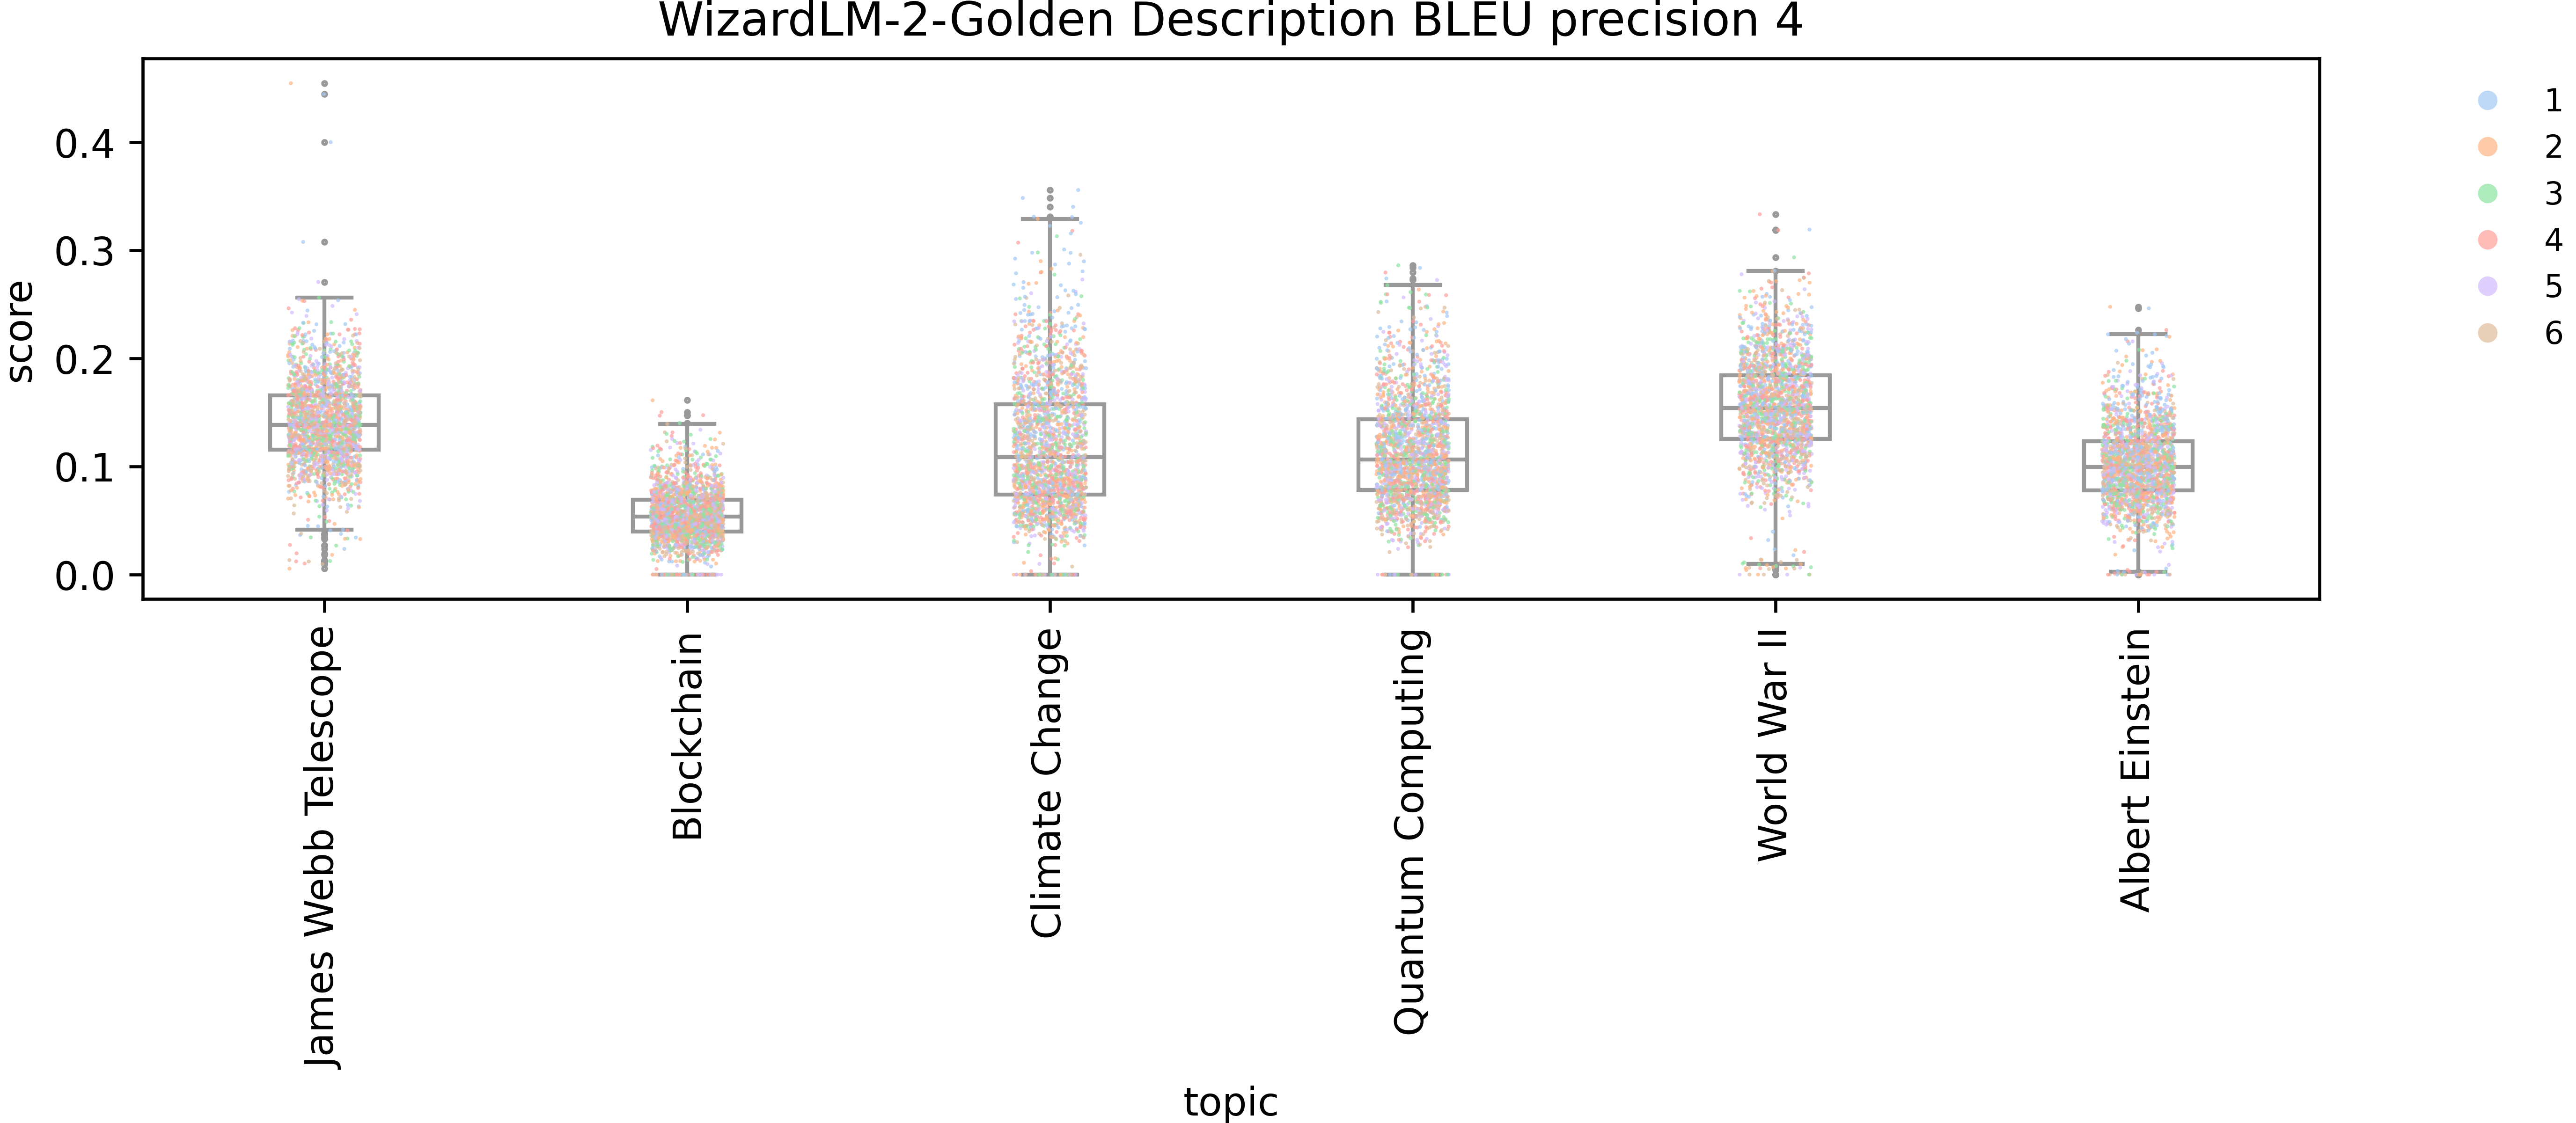 WizardLM-2-Golden Description BLEU precision 4
score
0.4
0.3
0.2
0.1
0.0
1
2
3
4
5
6
James Webb Telescope
Blockchain
Climate Change
Quantum Computing
World War II
Albert Einstein
topic